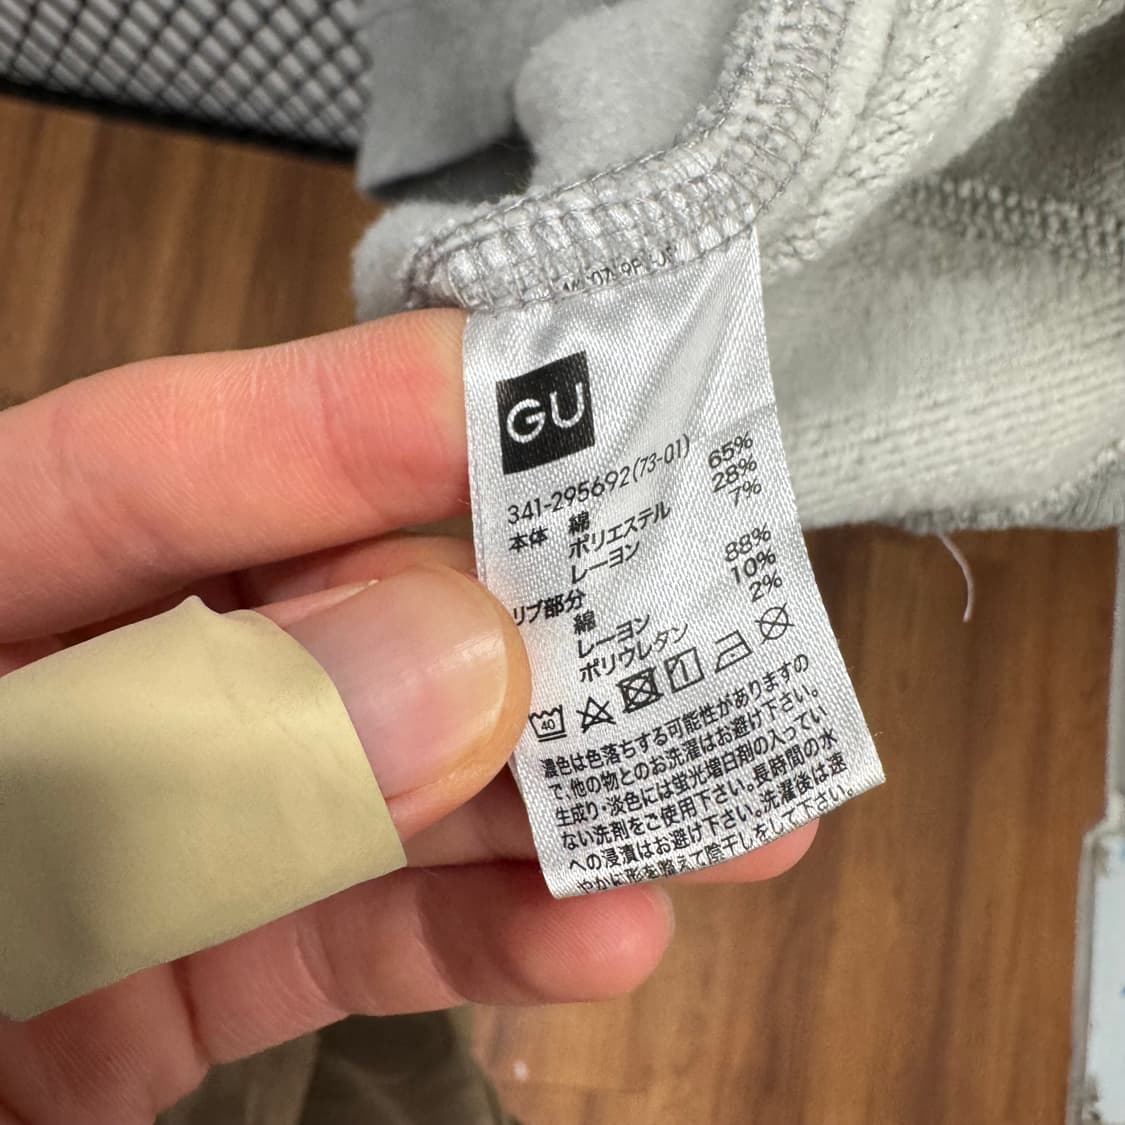 GU
341-295692(73-01)
本体 綿 65%
ポリエステル 28%
レーヨン 7%
リブ部分
綿 88%
レーヨン 10%
ポリウレタン 2%
40
濃色は色落ちする可能性がありますの
で、他の物とのお洗濯はお避け下さい。
生成り・淡色には蛍光増白剤の入ってい
ない洗剤をご使用下さい。長時間の水
への浸漬はお避け下さい。洗濯後は速
やかに形を整えて陰干しをして下さい。